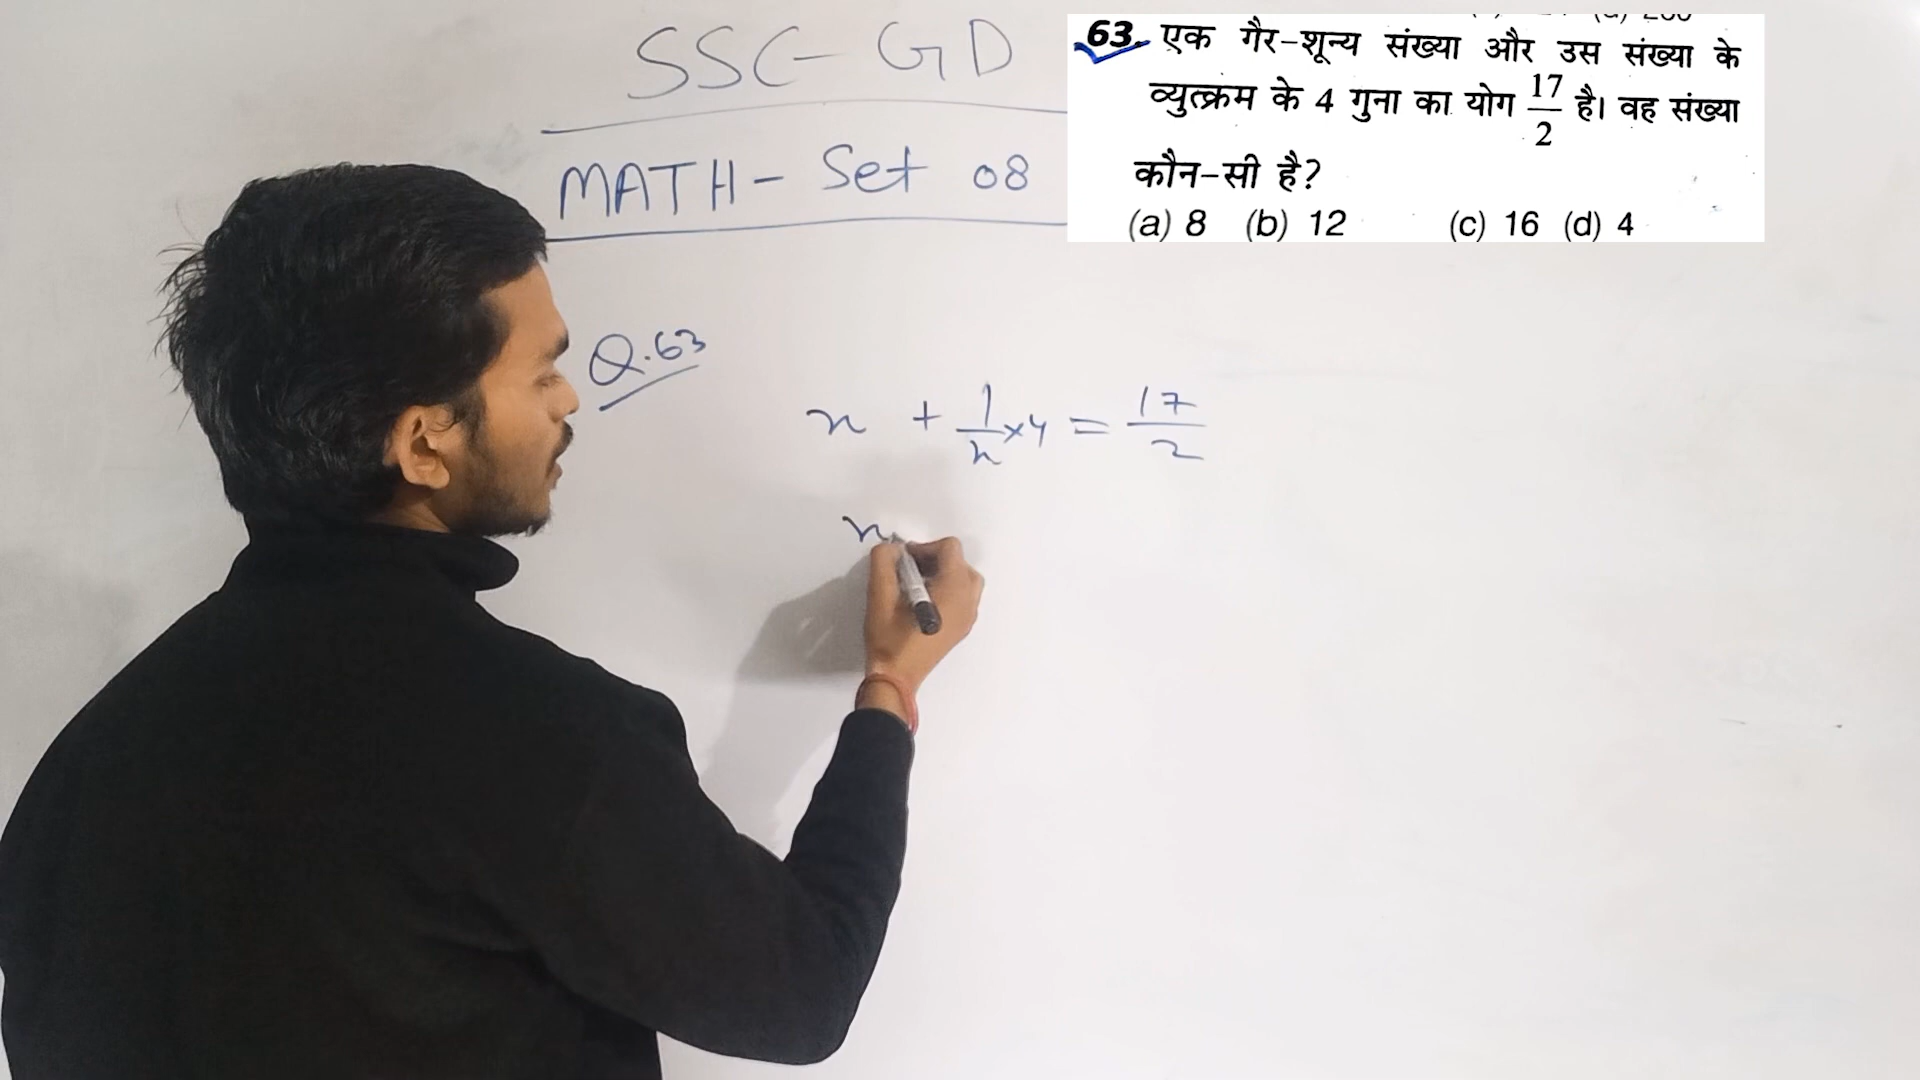 SSC-GD
MATH-Set 08
63. एक गैर-शून्य संख्या और उस संख्या के
व्युत्क्रम के 4 गुना का योग 17/2 है। वह संख्या
कौन-सी है?
(a) 8 (b) 12 (c) 16 (d) 4
Q.63
x + 1/x × 4 = 17/2
x